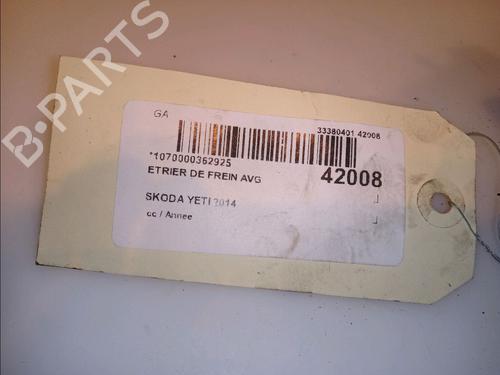 GA
33380401 42008
*1070000362925
ETRIER DE FREIN AVG
42008
SKODA YETI 2014
cc / Annee
B-PARTS